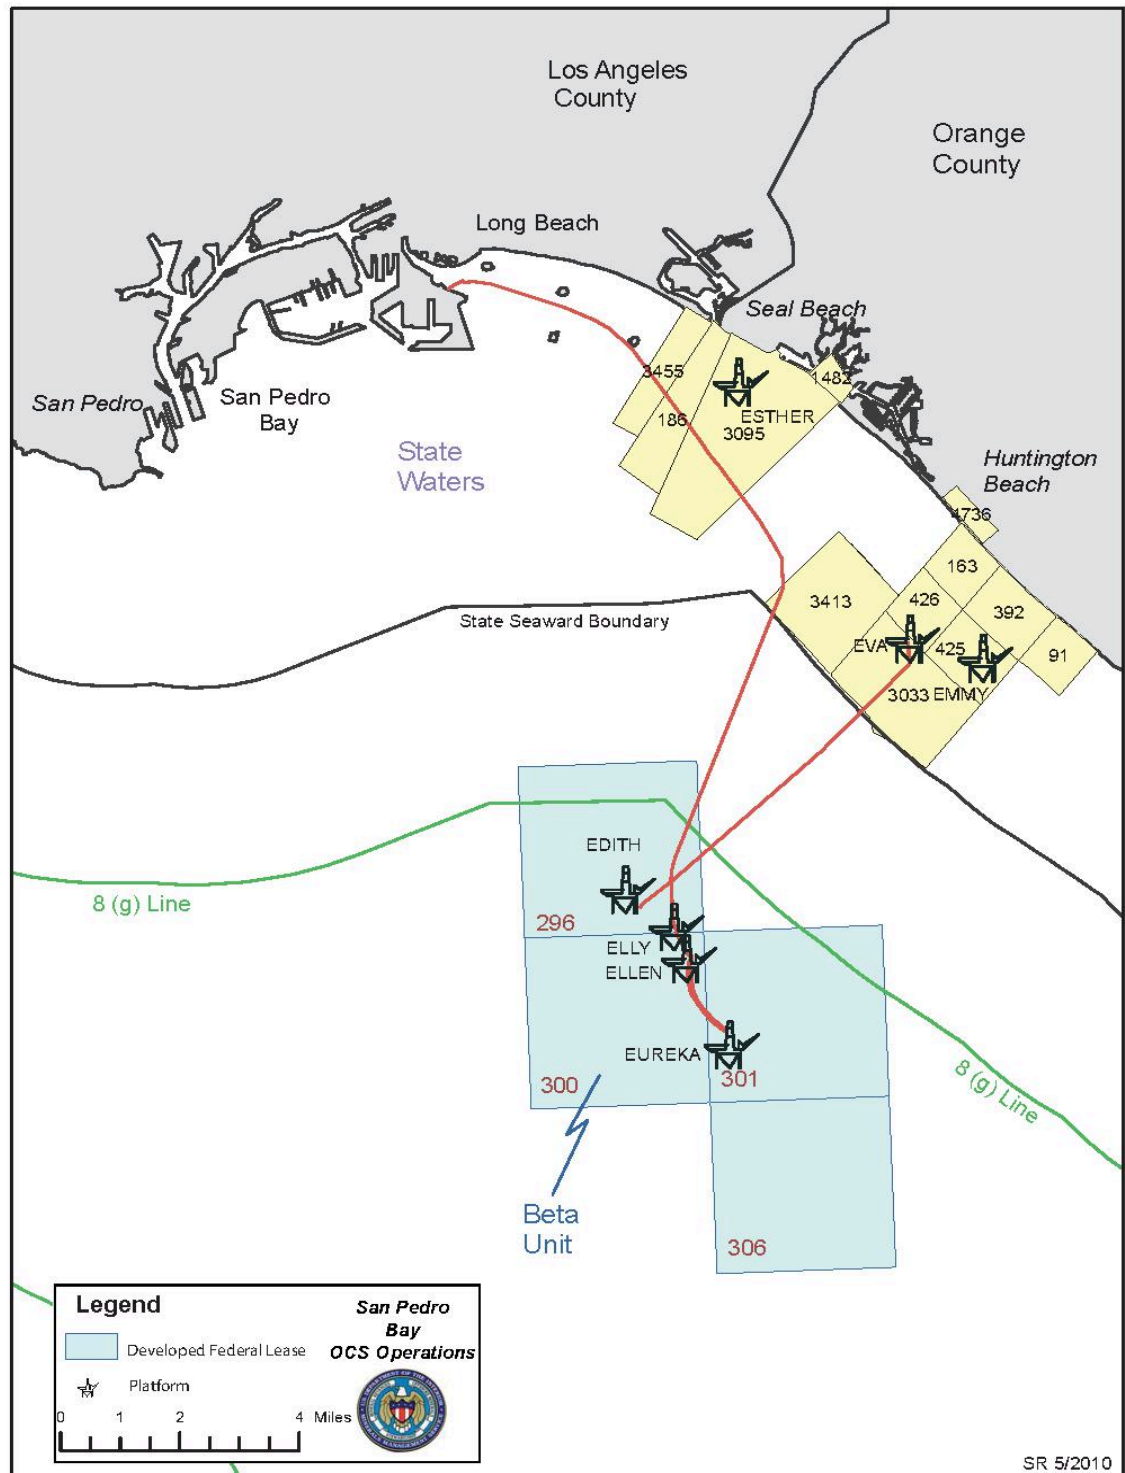 Los Angeles
County
Orange
County
Long Beach
Seal Beach
San Pedro
San Pedro
Bay
3455
186
ESTHER
3095
1482
Huntington
Beach
State
Waters
4736
163
3413
426
392
State Seaward Boundary
EVA
425
91
3033
EMMY
EDITH
8 (g) Line
296
ELLY
ELLEN
EUREKA
300
301
8 (g) Line
Beta
Unit
306
Legend
Developed Federal Lease
Platform
0 1 2 4 Miles
San Pedro
Bay
OCS Operations
SR 5/2010